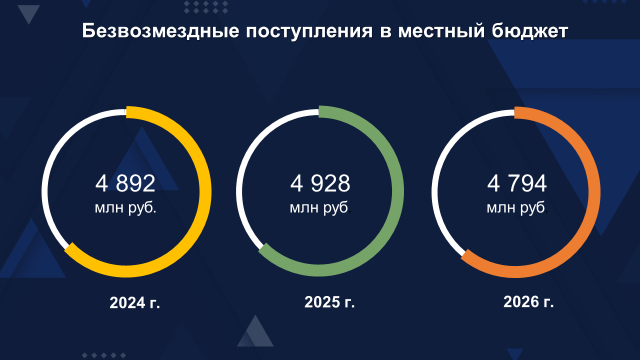 Безвозмездные поступления в местный бюджет
4 892
млн руб.
4 928
млн руб
4 794
млн руб.
2024 г.
2025 г.
2026 г.